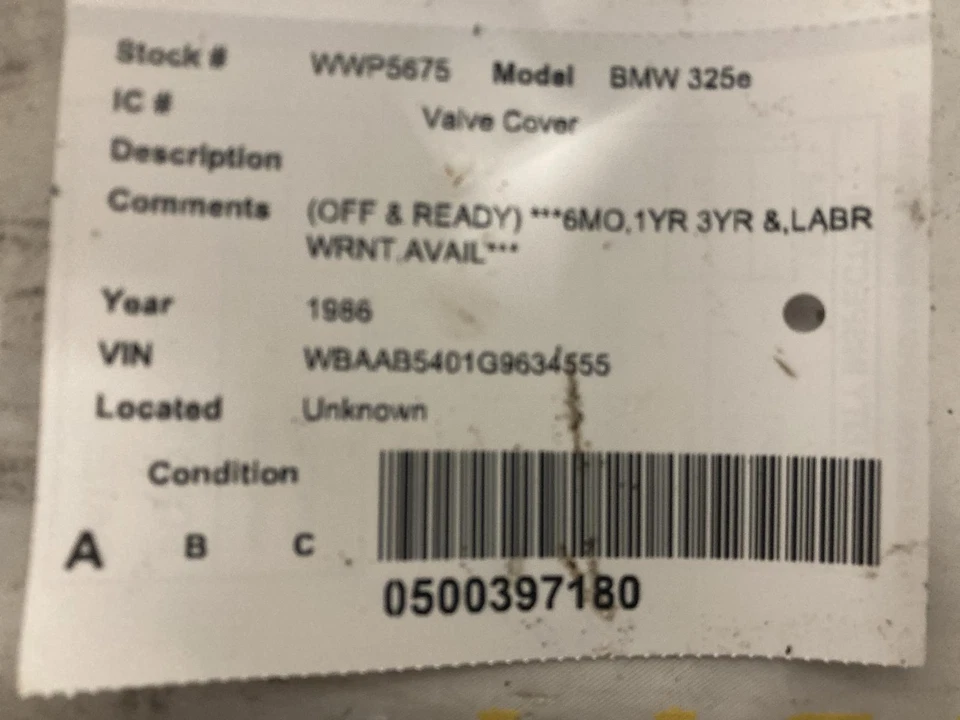 Stock # WWP5675 Model BMW 325e
IC # Valve Cover
Description
Comments (OFF & READY) ***6MO,1YR 3YR &,LABR
WRNT.AVAIL***
Year 1986
VIN WBAAB5401G9634555
Located Unknown
Condition
A B C
0500397180